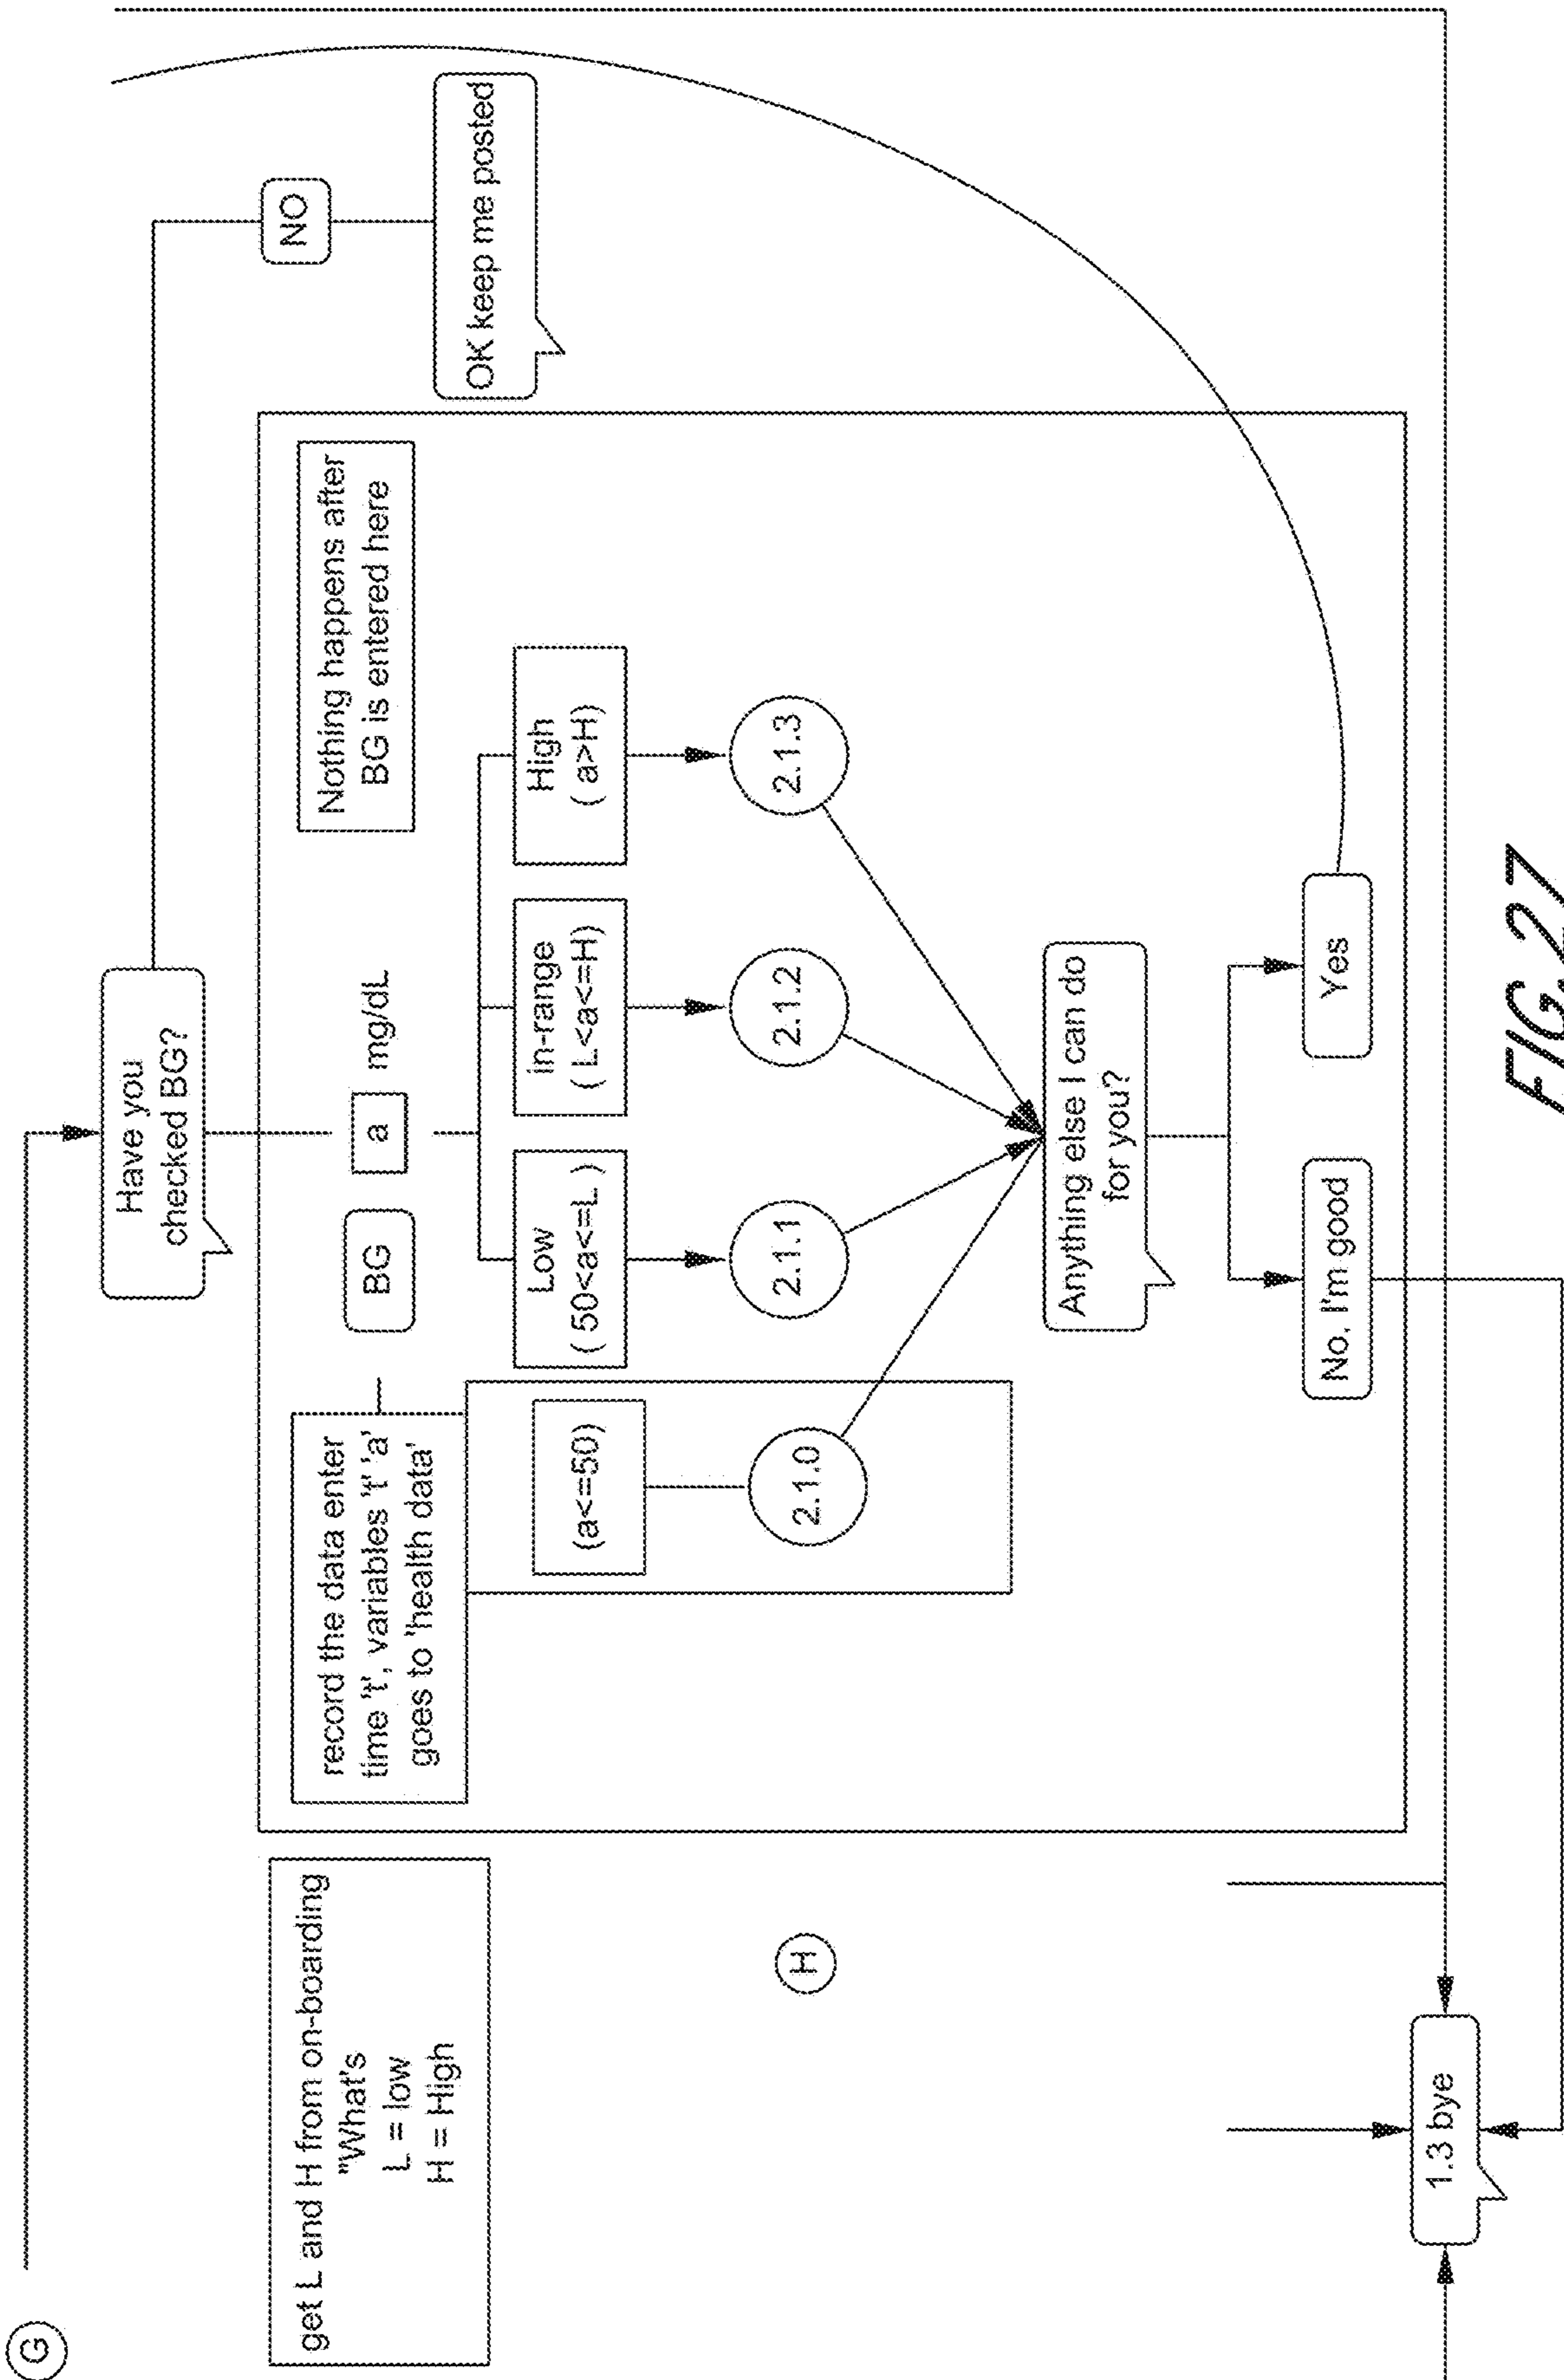 G
Have you
checked BG?
NO
OK keep me posted
get L and H from on-boarding
"What's
L = low
H = High
record the data enter
time 't', variables 't' 'a'
goes to 'health data'
BG
a
mg/dL
Nothing happens after
BG is entered here
(a<=50)
Low
( 50<a<=L )
in-range
( L<a<=H)
High
( a>H)
2.1.0
2.1.1
2.1.2
2.1.3
H
Anything else I can do
for you?
No. I'm good
Yes
1.3 bye
FIG. 27